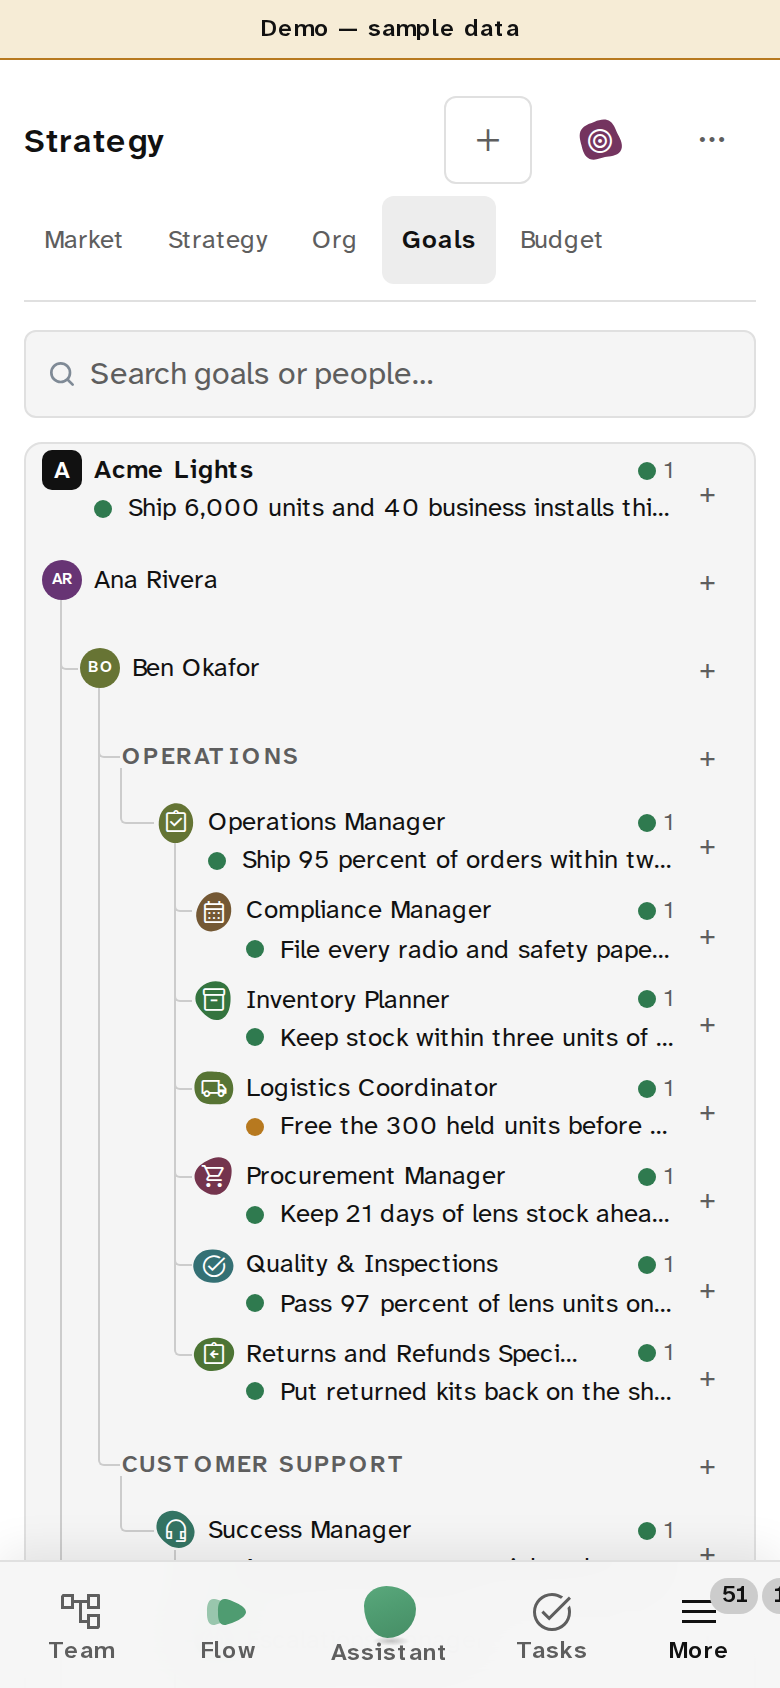 Demo — sample data
Strategy
Market Strategy Org Goals Budget
Search goals or people...
A Acme Lights 1
Ship 6,000 units and 40 business installs thi...
AR Ana Rivera
BO Ben Okafor
OPERATIONS
Operations Manager 1
Ship 95 percent of orders within tw...
Compliance Manager 1
File every radio and safety pape...
Inventory Planner 1
Keep stock within three units of ...
Logistics Coordinator 1
Free the 300 held units before ...
Procurement Manager 1
Keep 21 days of lens stock ahea...
Quality & Inspections 1
Pass 97 percent of lens units on...
Returns and Refunds Speci... 1
Put returned kits back on the sh...
CUSTOMER SUPPORT
Success Manager 1
51
Team Flow Assistant Tasks More